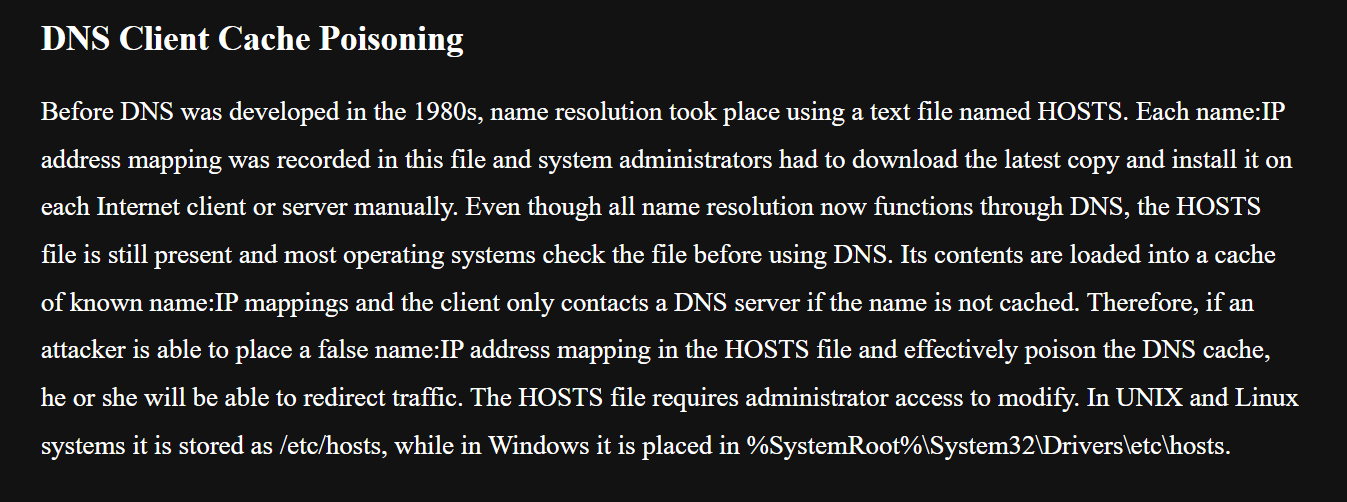 DNS Client Cache Poisoning
Before DNS was developed in the 1980s, name resolution took place using a text file named HOSTS. Each name:IP
address mapping was recorded in this file and system administrators had to download the latest copy and install it on
each Internet client or server manually. Even though all name resolution now functions through DNS, the HOSTS
file is still present and most operating systems check the file before using DNS. Its contents are loaded into a cache
of known name:IP mappings and the client only contacts a DNS server if the name is not cached. Therefore, if an
attacker is able to place a false name:IP address mapping in the HOSTS file and effectively poison the DNS cache,
he or she will be able to redirect traffic. The HOSTS file requires administrator access to modify. In UNIX and Linux
systems it is stored as /etc/hosts, while in Windows it is placed in %SystemRoot%\System32\Drivers\etc\hosts.